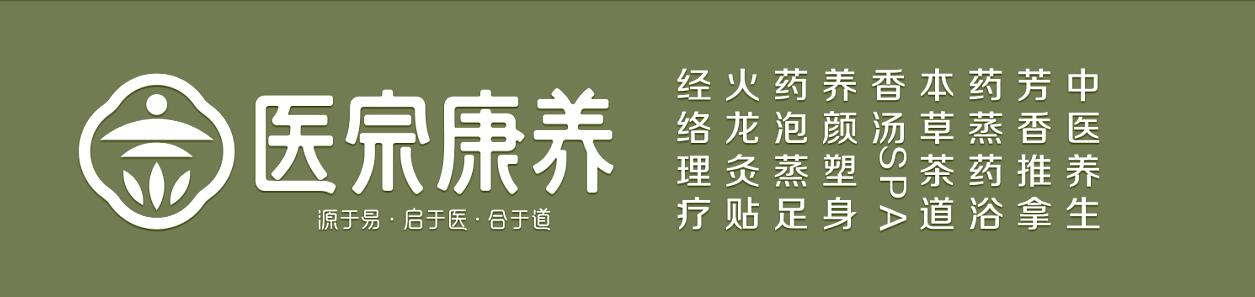 医宗康养
源于易·启于医·合于道
中医养生
芳香推拿
药蒸药浴
本草茶道
香汤SPA
养颜塑身
药泡蒸足
火龙灸贴
经络理疗